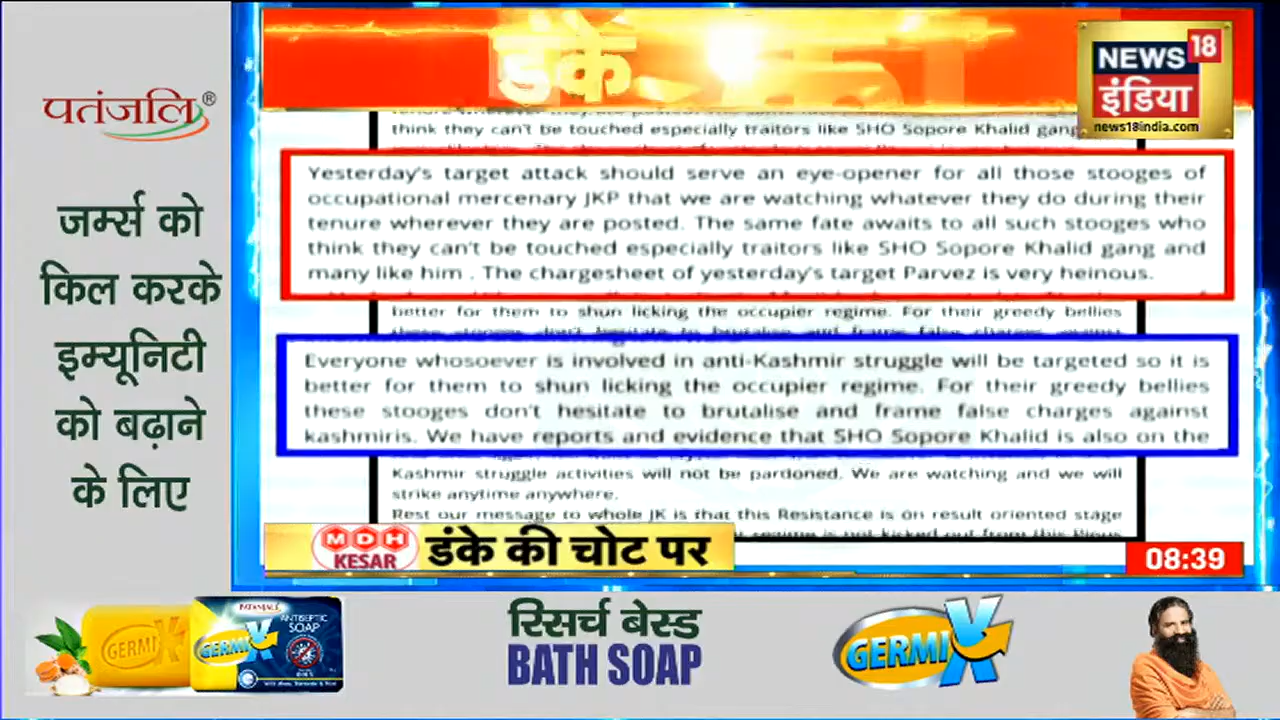 डंके
NEWS 18
इंडिया
news18india.com
पतंजलि®
जर्म्स को
किल करके
इम्यूनिटी
को बढ़ाने
के लिए
think they can't be touched especially traitors like SHO Sopore Khalid gang
Yesterday's target attack should serve an eye-opener for all those stooges of
occupational mercenary JKP that we are watching whatever they do during their
tenure wherever they are posted. The same fate awaits to all such stooges who
think they can't be touched especially traitors like SHO Sopore Khalid gang and
many like him . The chargesheet of yesterday's target Parvez is very heinous.
better for them to shun licking the occupier regime. For their greedy bellies
Everyone whosoever is involved in anti-Kashmir struggle will be targeted so it is
better for them to shun licking the occupier regime. For their greedy bellies
these stooges don't hesitate to brutalise and frame false charges against
kashmiris. We have reports and evidence that SHO Sopore Khalid is also on the
Kashmir struggle activities will not be pardoned. We are watching and we will
strike anytime anywhere.
Rest our message to whole JK is that this Resistance is on result oriented stage
MDH
KESAR
डंके की चोट पर
08:39
GERMIX
PATANJALI
ANTISEPTIC
SOAP
GERMIX
रिसर्च बेस्ड
BATH SOAP
GERMIX